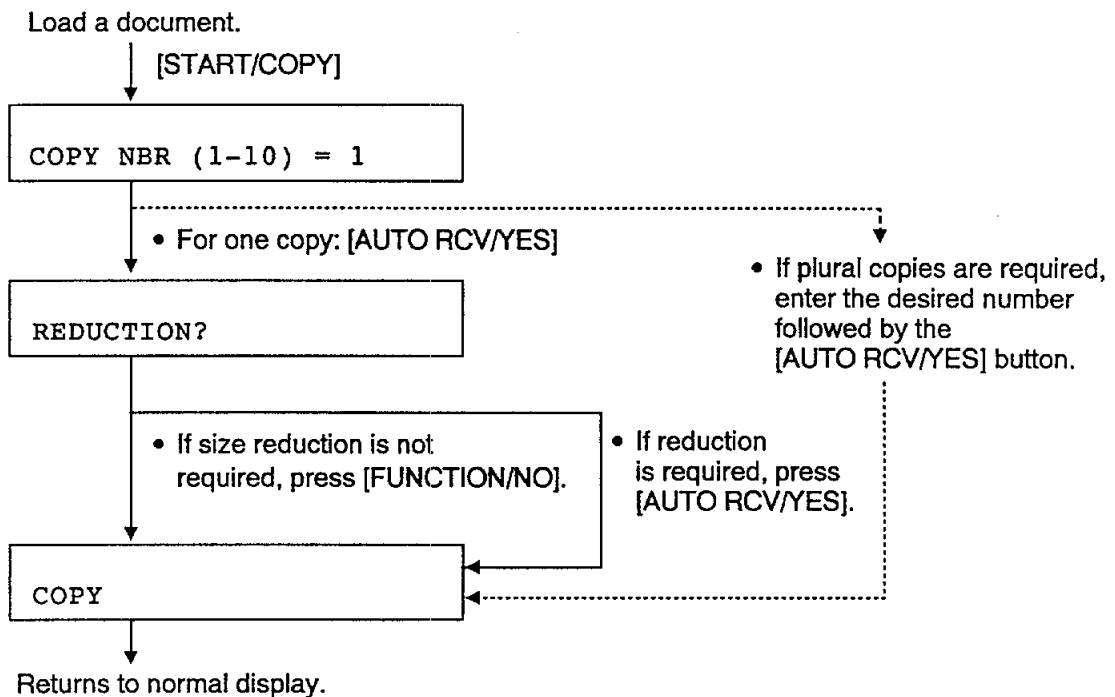 Load a document.
[START/COPY]
COPY NBR (1-10) = 1
• For one copy: [AUTO RCV/YES]
• If plural copies are required,
enter the desired number
followed by the
[AUTO RCV/YES] button.
REDUCTION?
• If size reduction is not
required, press [FUNCTION/NO].
• If reduction
is required, press
[AUTO RCV/YES].
COPY
Returns to normal display.